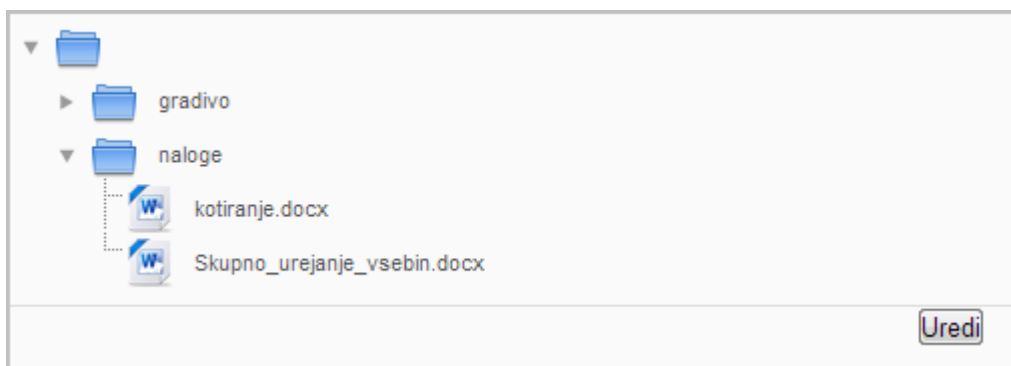 gradivo
naloge
kotiranje.docx
Skupno_urejanje_vsebin.docx
Uredi